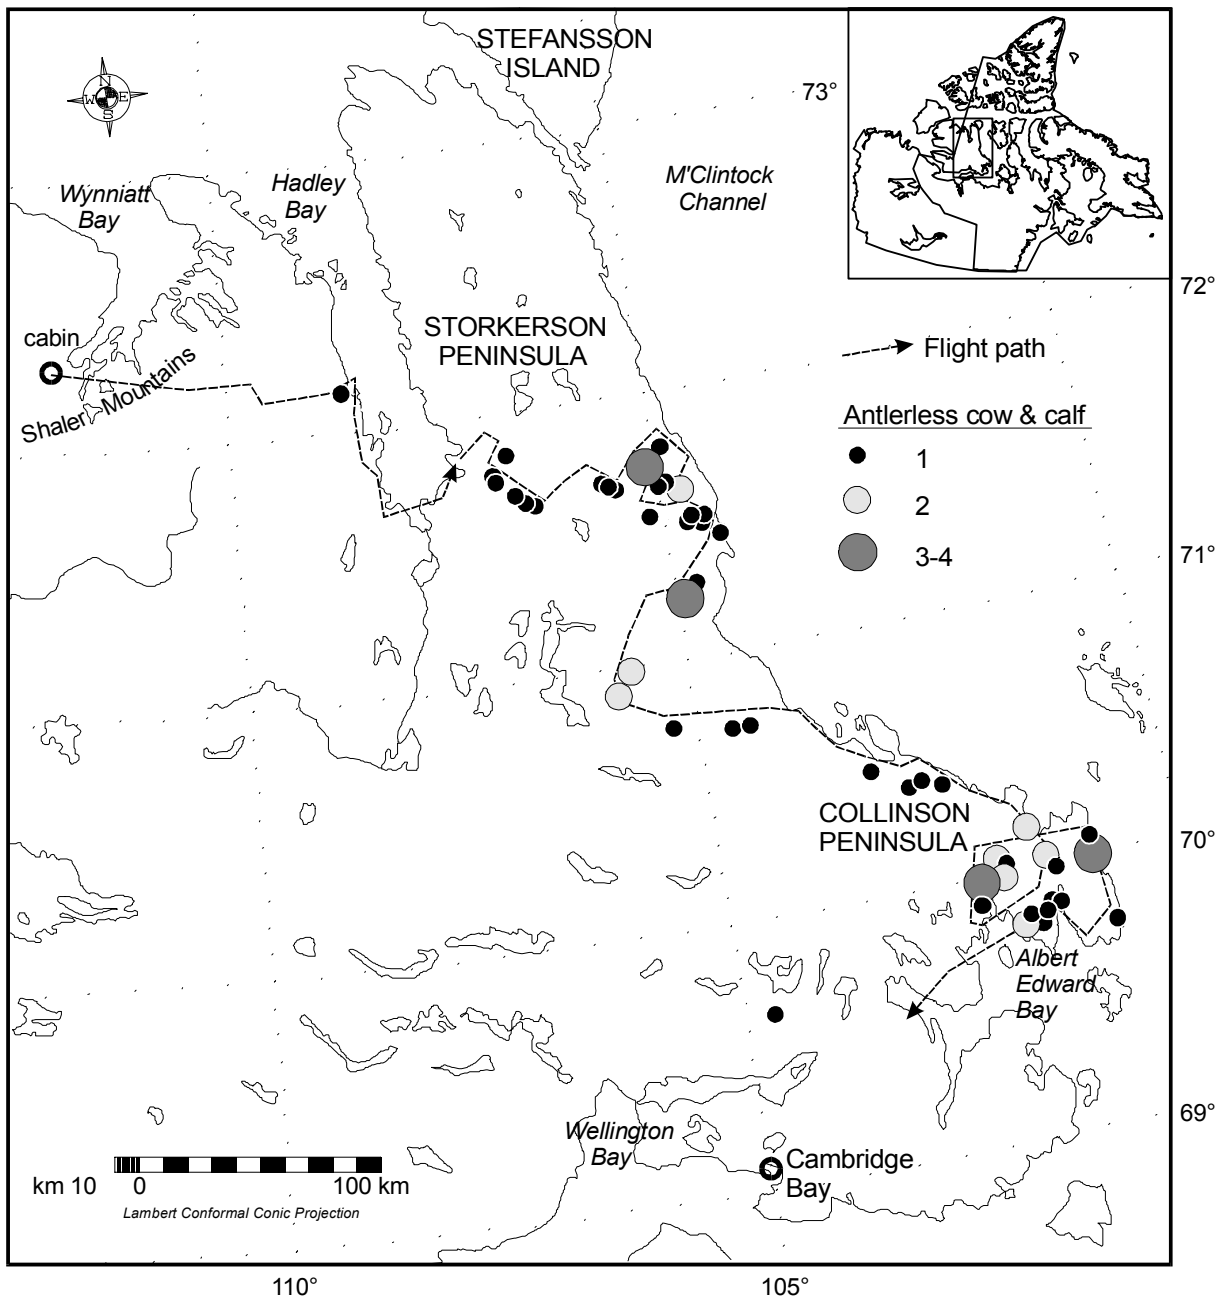 STEFANSSON
ISLAND
73°
N
W E
S
Wynniatt
Bay
Hadley
Bay
M'Clintock
Channel
72°
STORKERSON
PENINSULA
cabin
Shaler Mountains
Flight path
Antlerless cow & calf
1
2
3-4
71°
COLLINSON
PENINSULA
70°
Albert
Edward
Bay
69°
Wellington
Bay
Cambridge
Bay
km 10 0 100 km
Lambert Conformal Conic Projection
110° 105°